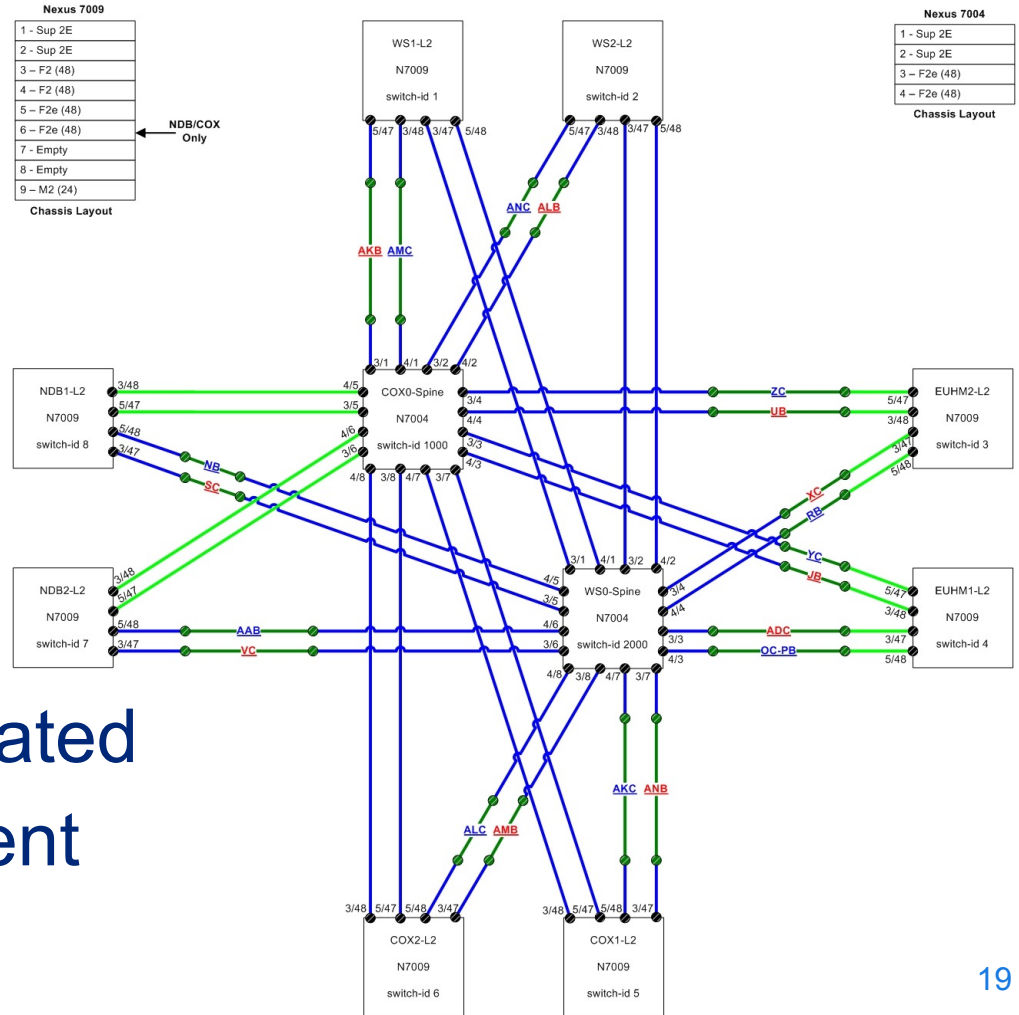 Nexus 7009
1 - Sup 2E
2 - Sup 2E
3 – F2 (48)
4 – F2 (48)
5 – F2e (48)
6 – F2e (48)
7 - Empty
8 - Empty
9 – M2 (24)
Chassis Layout
NDB/COX
Only
WS1-L2
N7009
switch-id 1
5/47 3/48 3/47 5/48
WS2-L2
N7009
switch-id 2
5/47 3/48 3/47 5/48
Nexus 7004
1 - Sup 2E
2 - Sup 2E
3 – F2e (48)
4 – F2e (48)
Chassis Layout
ANC ALB
AKB AMC
3/1 4/1 3/2 4/2
NDB1-L2
N7009
switch-id 8
3/48
5/47
5/48
3/47
4/5
3/5
4/6
3/6
COX0-Spine
N7004
switch-id 1000
3/4
4/4
3/3
4/3
4/8 3/8 4/7 3/7
ZC
UB
5/47
3/48
3/47
5/48
EUHM2-L2
N7009
switch-id 3
NB
SC
XC
RB
YC
JB
NDB2-L2
N7009
switch-id 7
3/48
5/47
5/48
3/47
AAB
VC
3/1 4/1 3/2 4/2
4/5
3/5
4/6
3/6
WS0-Spine
N7004
switch-id 2000
3/4
4/4
3/3
4/3
4/8 3/8 4/7 3/7
ADC
OC-PB
5/47
3/48
3/47
5/48
EUHM1-L2
N7009
switch-id 4
ated
ent
AKC ANB
ALC AMB
3/48 5/47 5/48 3/47
COX2-L2
N7009
switch-id 6
3/48 5/47 5/48 3/47
COX1-L2
N7009
switch-id 5
19